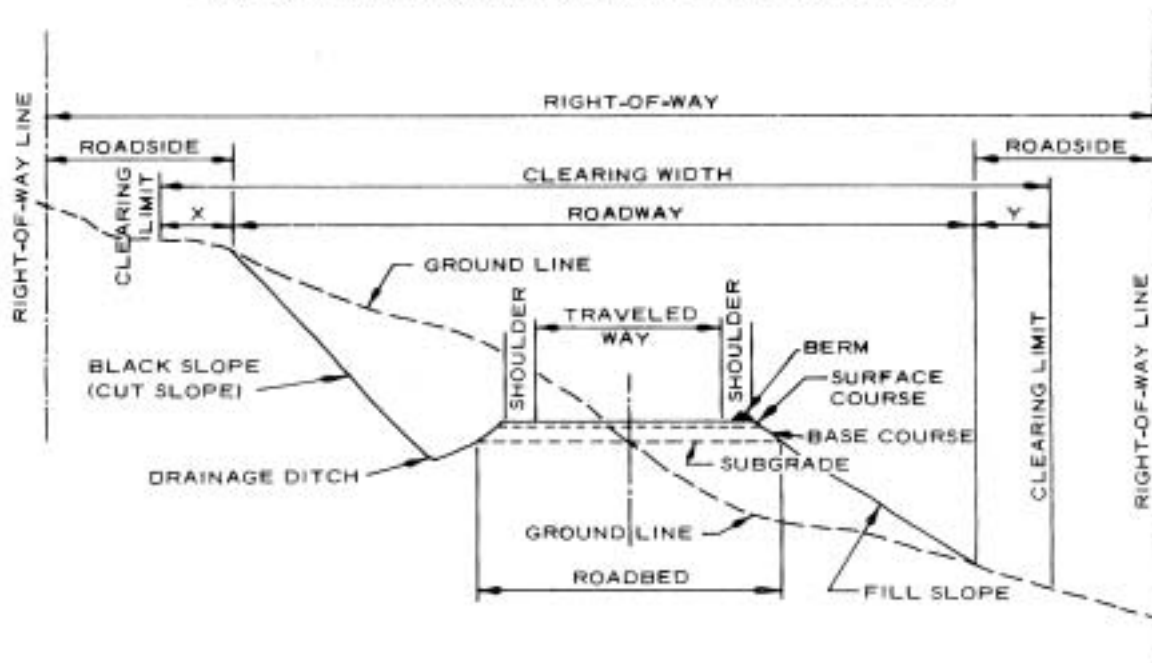 RIGHT-OF-WAY
RIGHT-OF-WAY LINE
ROADSIDE
ROADSIDE
CLEARING WIDTH
CLEARING
LIMIT
X
ROADWAY
Y
GROUND LINE
SHOULDER
TRAVELED
WAY
SHOULDER
BERM
BLACK SLOPE
(CUT SLOPE)
SURFACE
COURSE
CLEARING LIMIT
RIGHT-OF-WAY LINE
BASE COURSE
DRAINAGE DITCH
SUBGRADE
GROUND LINE
ROADBED
FILL SLOPE